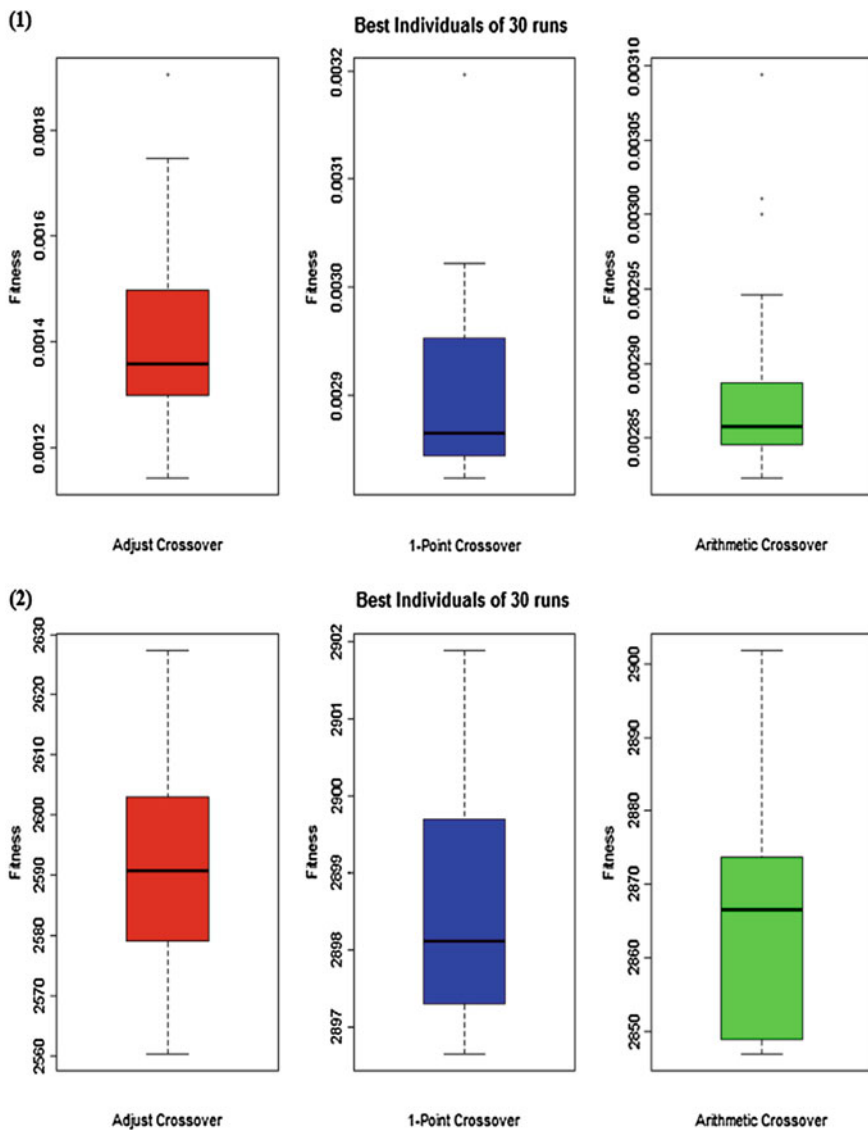 (1)
Best Individuals of 30 runs
Fitness
0.0012 0.0014 0.0016 0.0018
Adjust Crossover
Fitness
0.0029 0.0030 0.0031 0.0032
1-Point Crossover
Fitness
0.00285 0.00290 0.00295 0.00300 0.00305 0.00310
Arithmetic Crossover
(2)
Best Individuals of 30 runs
Fitness
2560 2570 2580 2590 2600 2610 2620 2630
Adjust Crossover
Fitness
2897 2898 2899 2900 2901 2902
1-Point Crossover
Fitness
2850 2860 2870 2880 2890 2900
Arithmetic Crossover